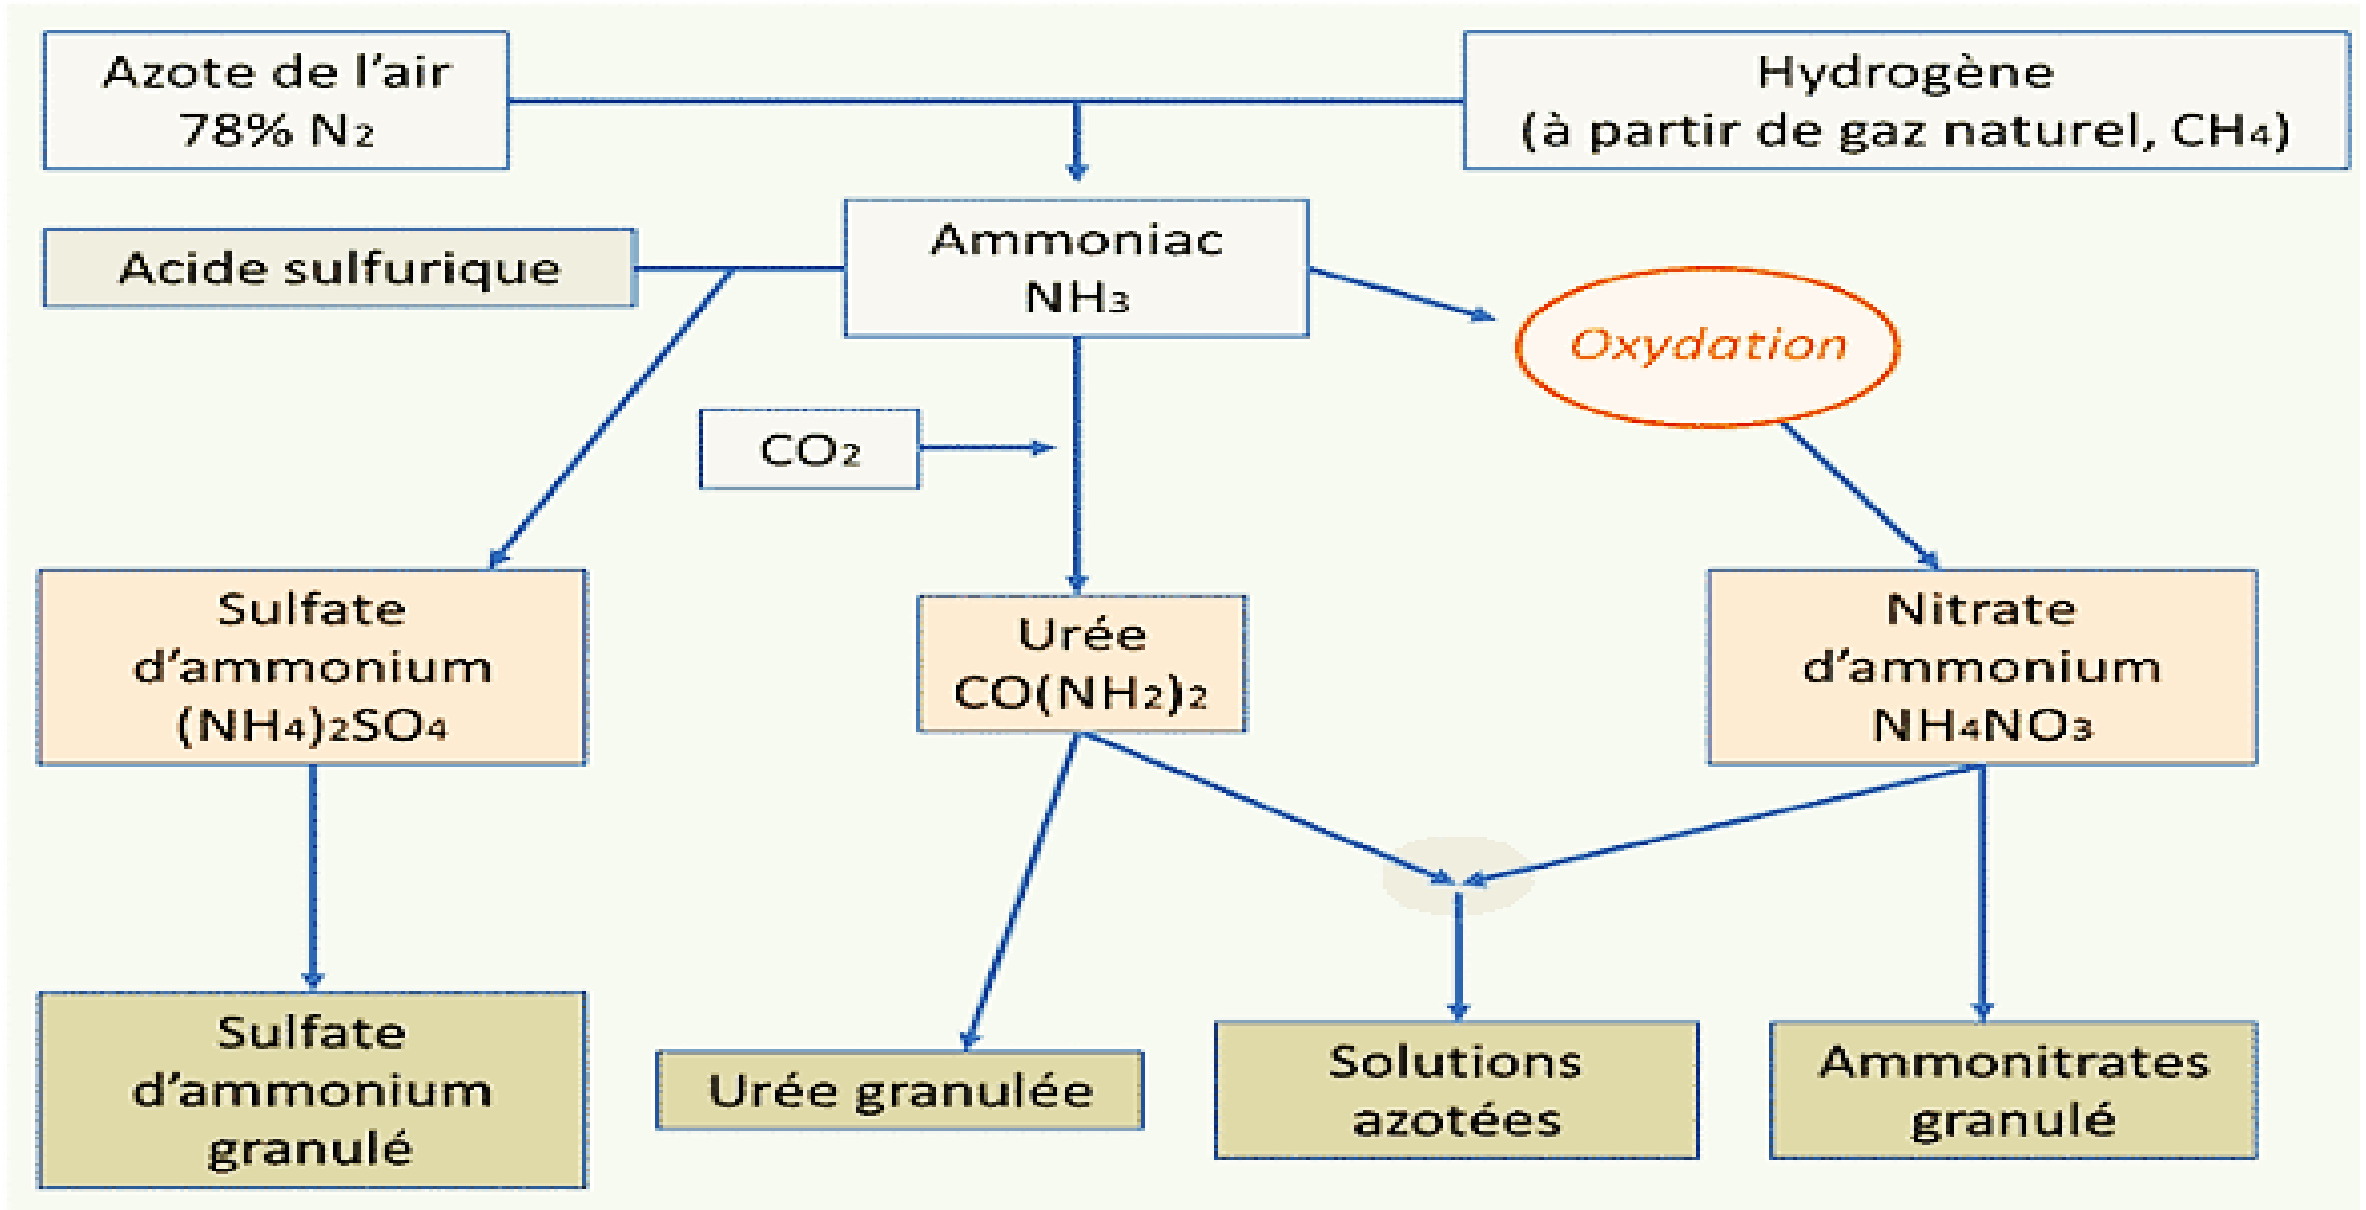 Azote de l'air
78% N₂
Hydrogène
(à partir de gaz naturel, CH₄)
Acide sulfurique
Ammoniac
NH₃
Oxydation
CO₂
Sulfate
d'ammonium
(NH₄)₂SO₄
Urée
CO(NH₂)₂
Nitrate
d'ammonium
NH₄NO₃
Sulfate
d'ammonium
granulé
Urée granulée
Solutions
azotées
Ammonitrates
granulé